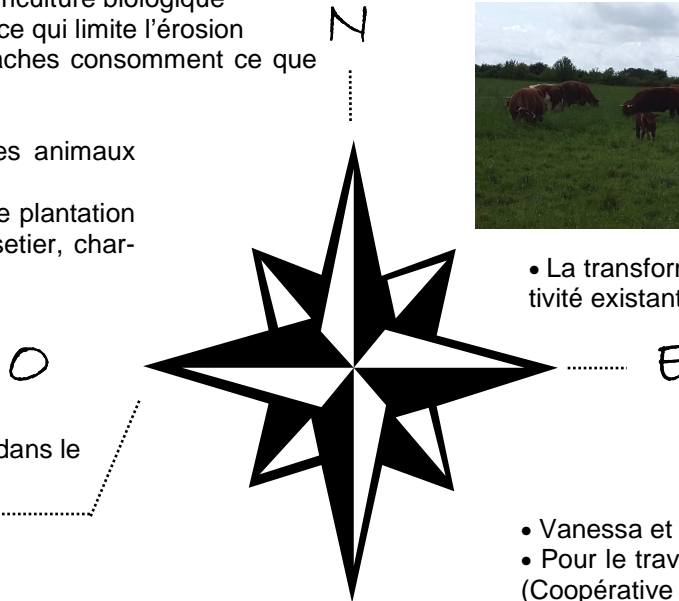 riculture biologique
ce qui limite l'érosion
aches consomment ce que
es animaux
e plantation
setier, char-
N
• La transform
tivité existant
O
E
dans le
• Vanessa et
• Pour le trav
(Coopérative